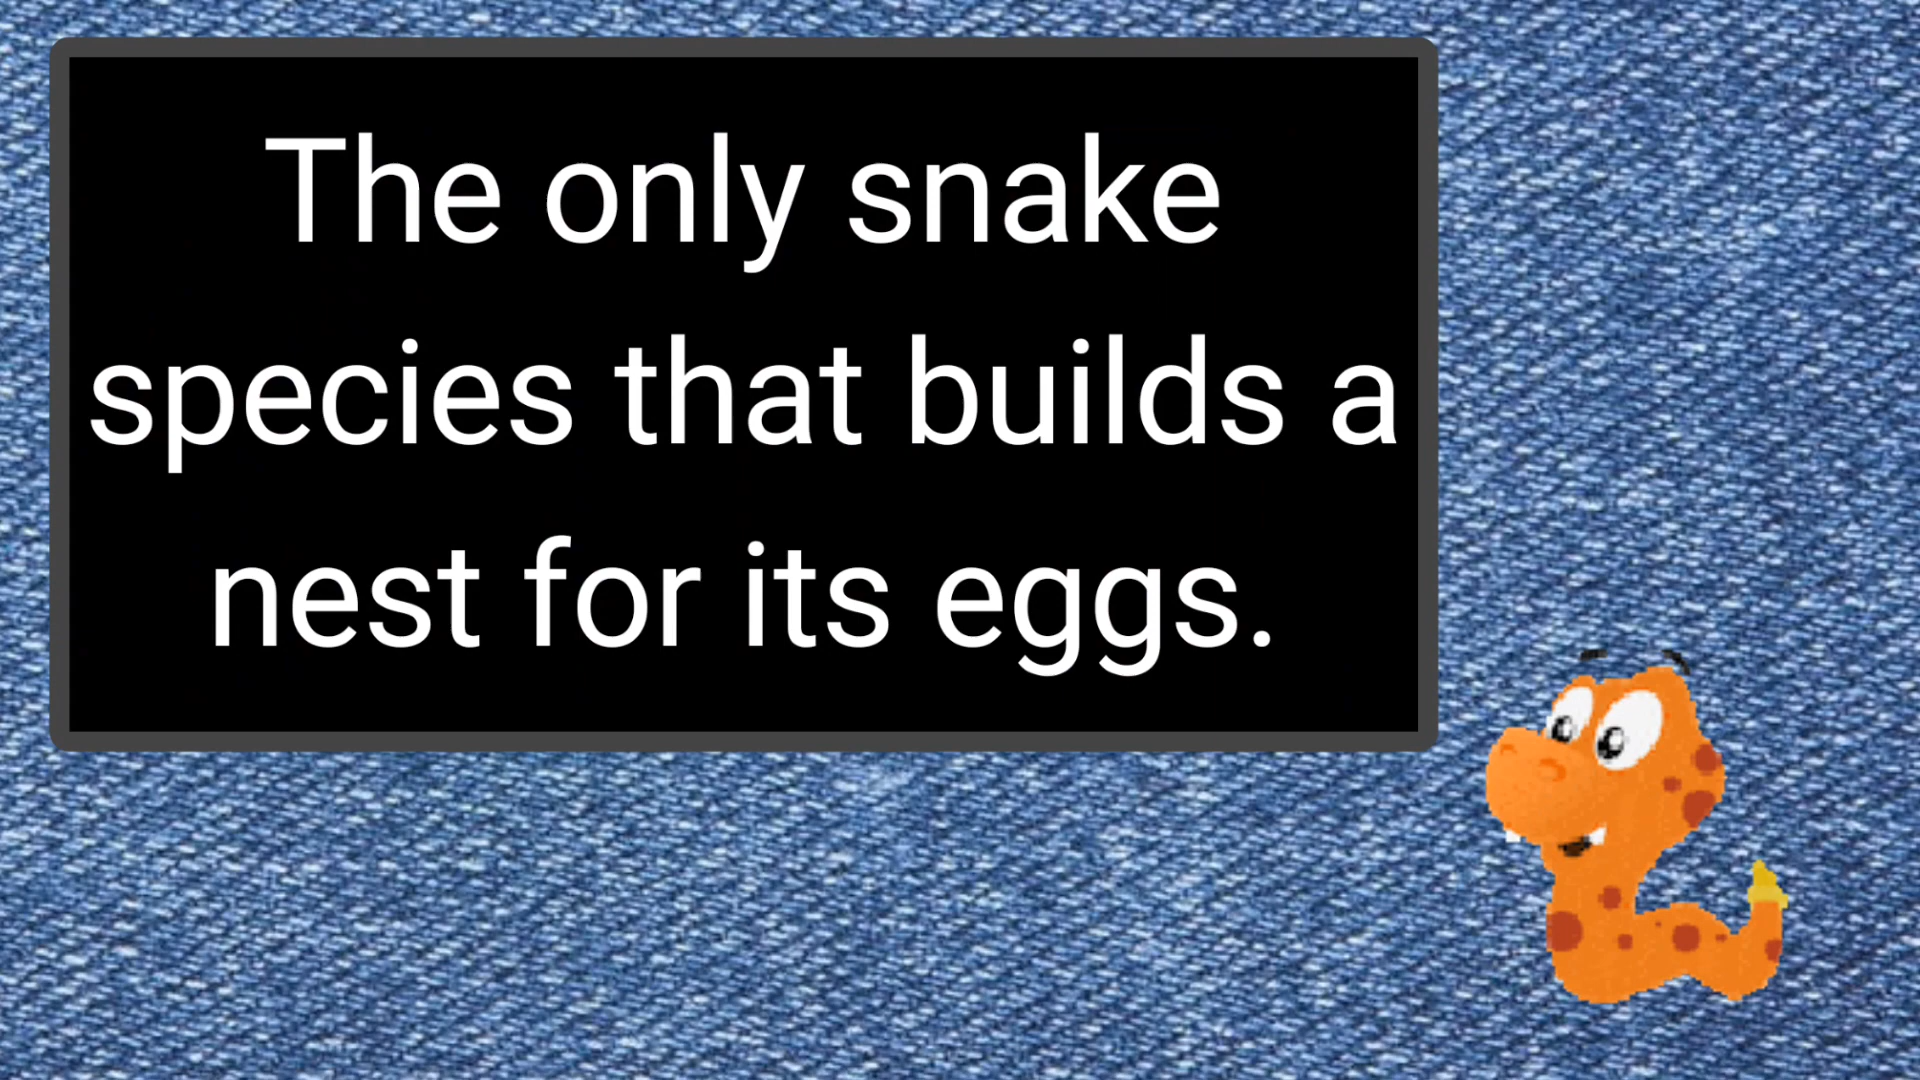 The only snake
species that builds a
nest for its eggs.